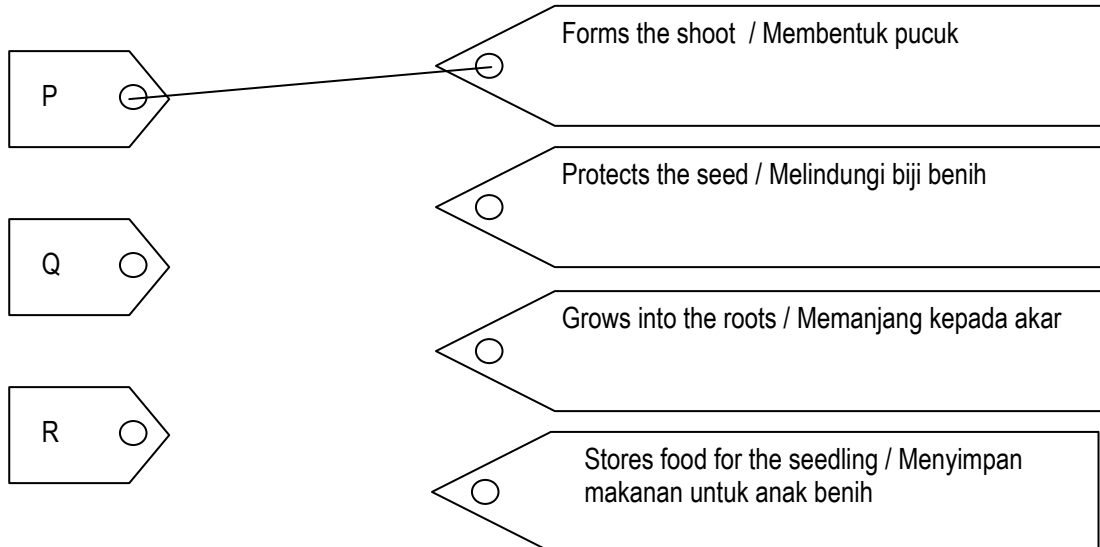 Forms the shoot / Membentuk pucuk
P
Protects the seed / Melindungi biji benih
Q
Grows into the roots / Memanjang kepada akar
R
Stores food for the seedling / Menyimpan
makanan untuk anak benih